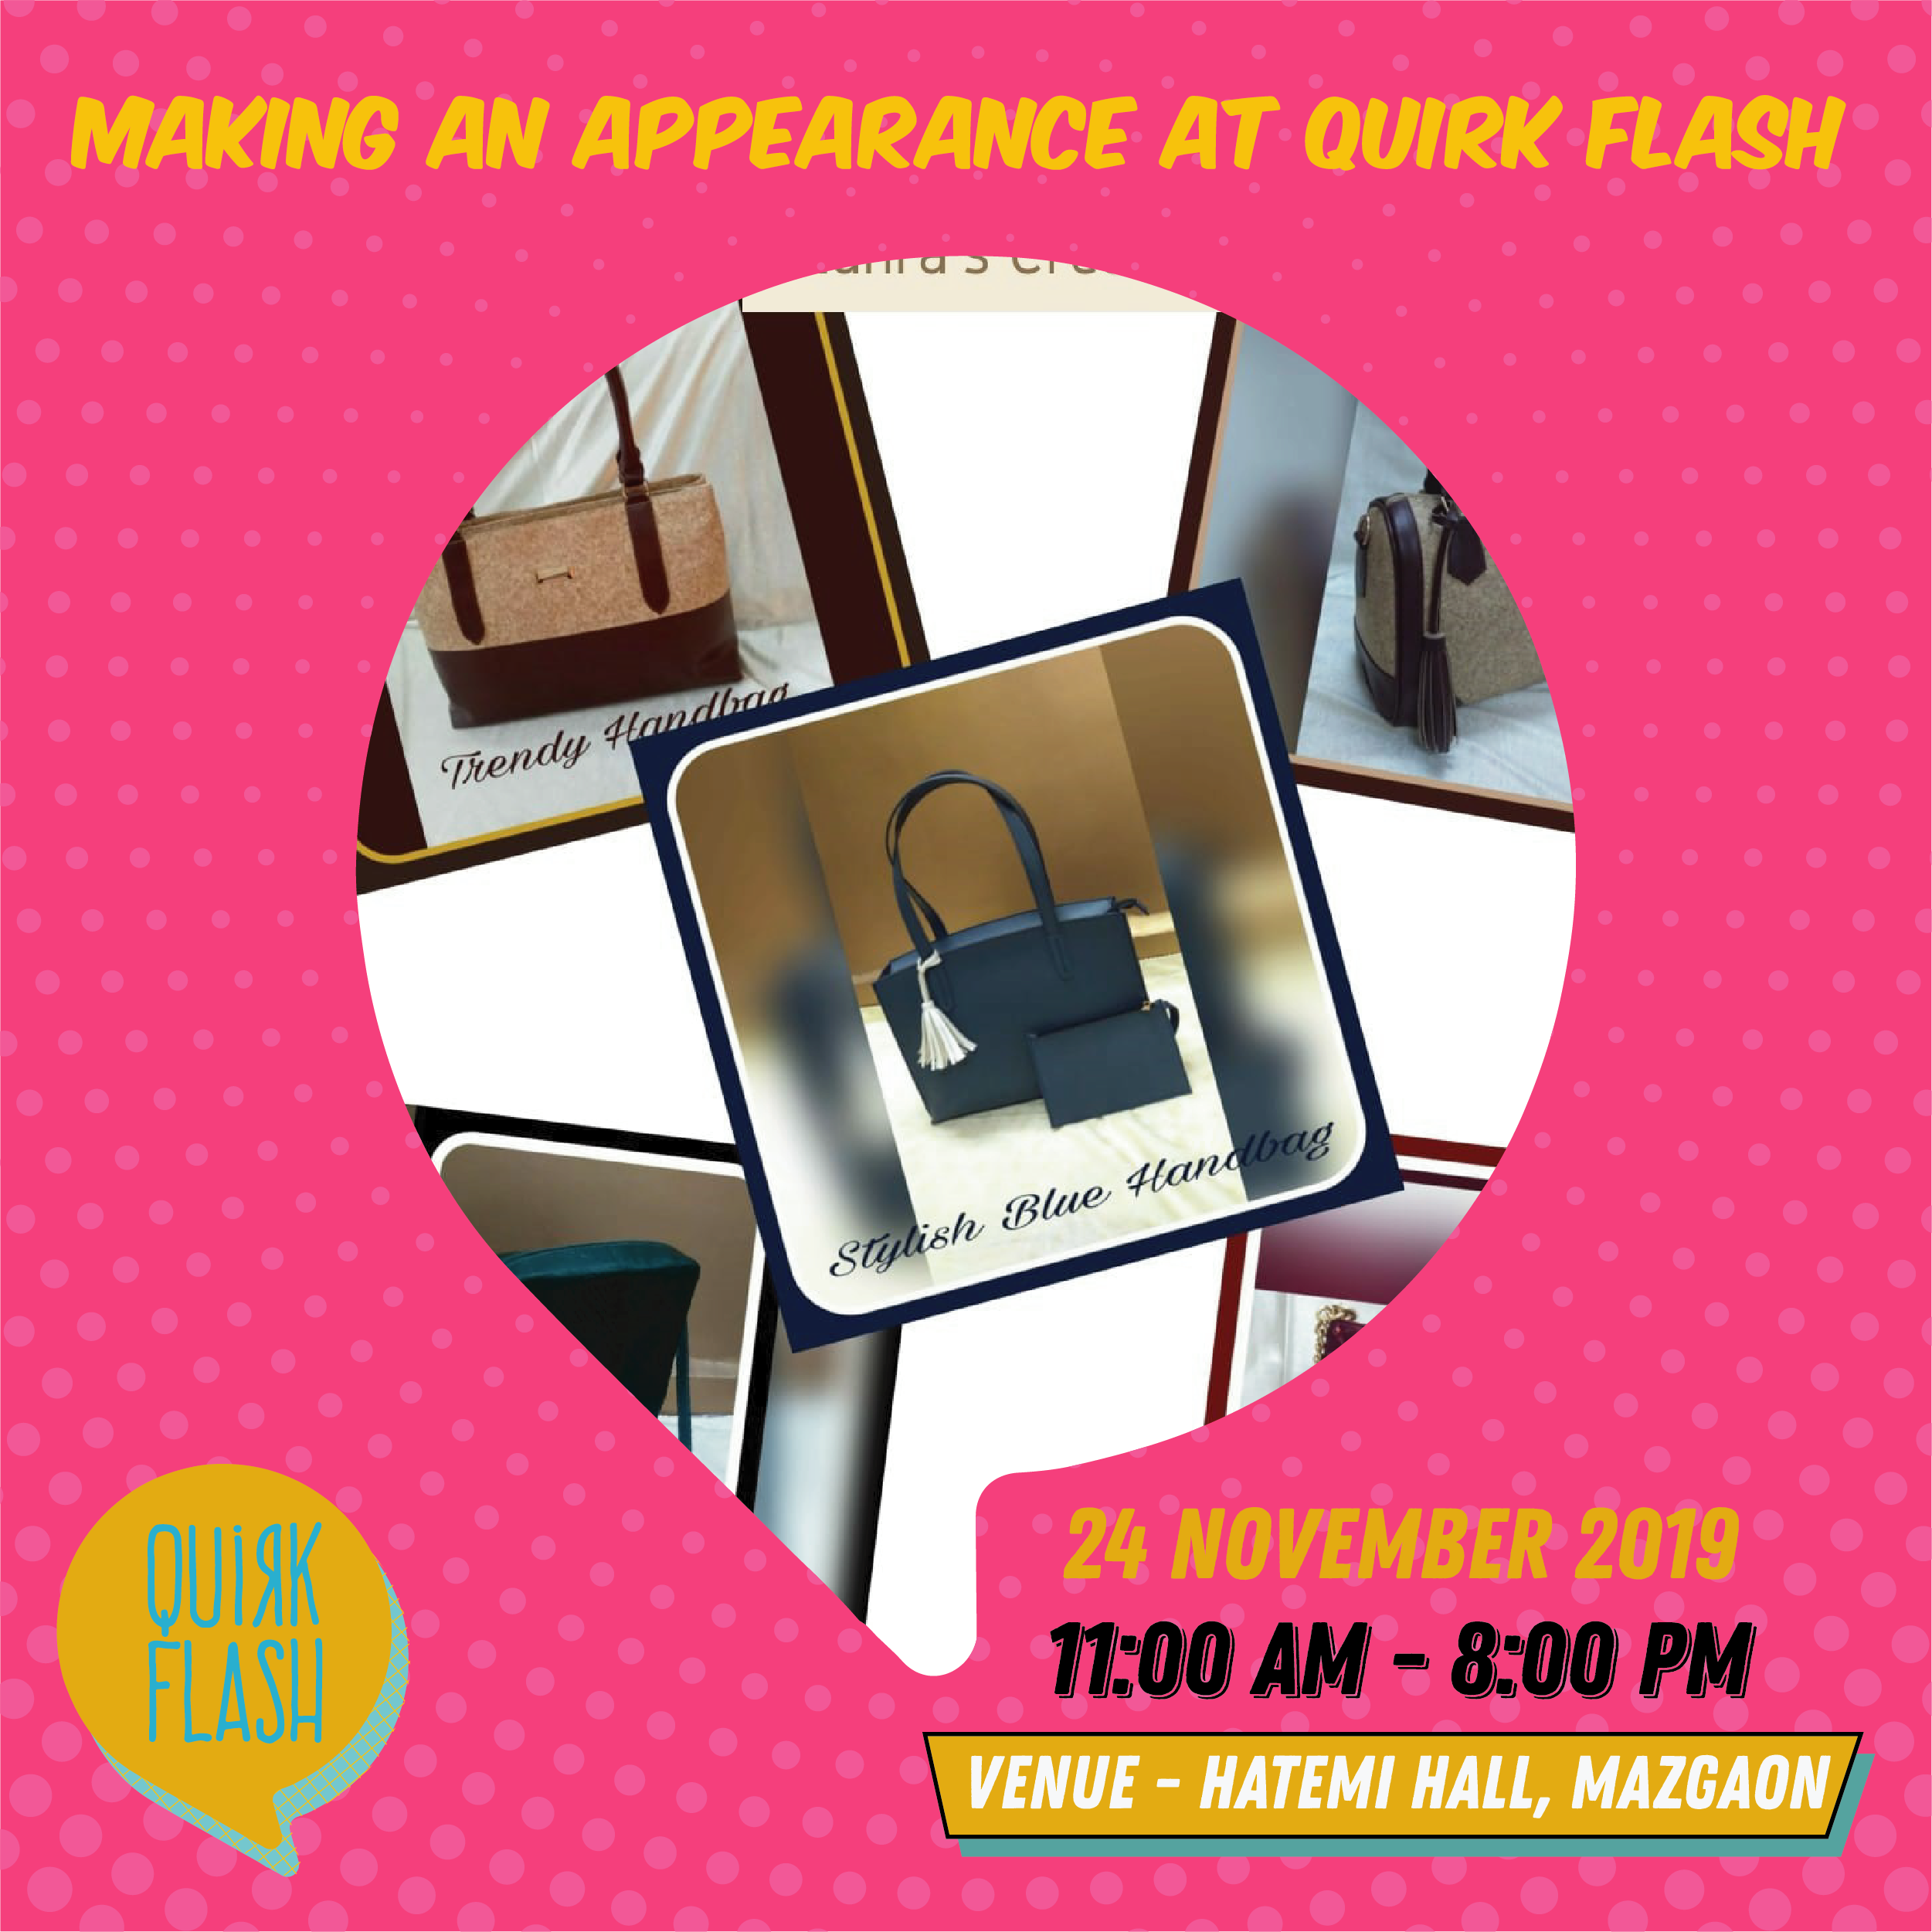 MAKING AN APPEARANCE AT QUIRK FLASH
Trendy Handbag
Stylish Blue Handbag
QUiRK
FLASH
24 NOVEMBER 2019
11:00 AM - 8:00 PM
VENUE - HATEMI HALL, MAZGAON